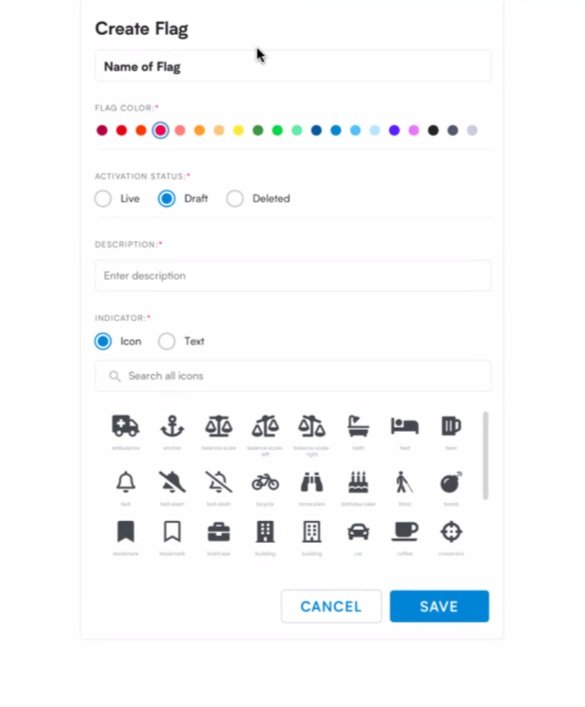 Create Flag
Name of Flag
FLAG COLOR:*
ACTIVATION STATUS:*
Live Draft Deleted
DESCRIPTION:*
Enter description
INDICATOR:*
Icon Text
Search all icons
ambulance anchor balance-scale balance-scale-left balance-scale-right bath bed beer
bell bell-slash bell-slash bicycle binoculars birthday-cake blind bomb
bookmark bookmark briefcase building building car coffee crosshairs
CANCEL SAVE